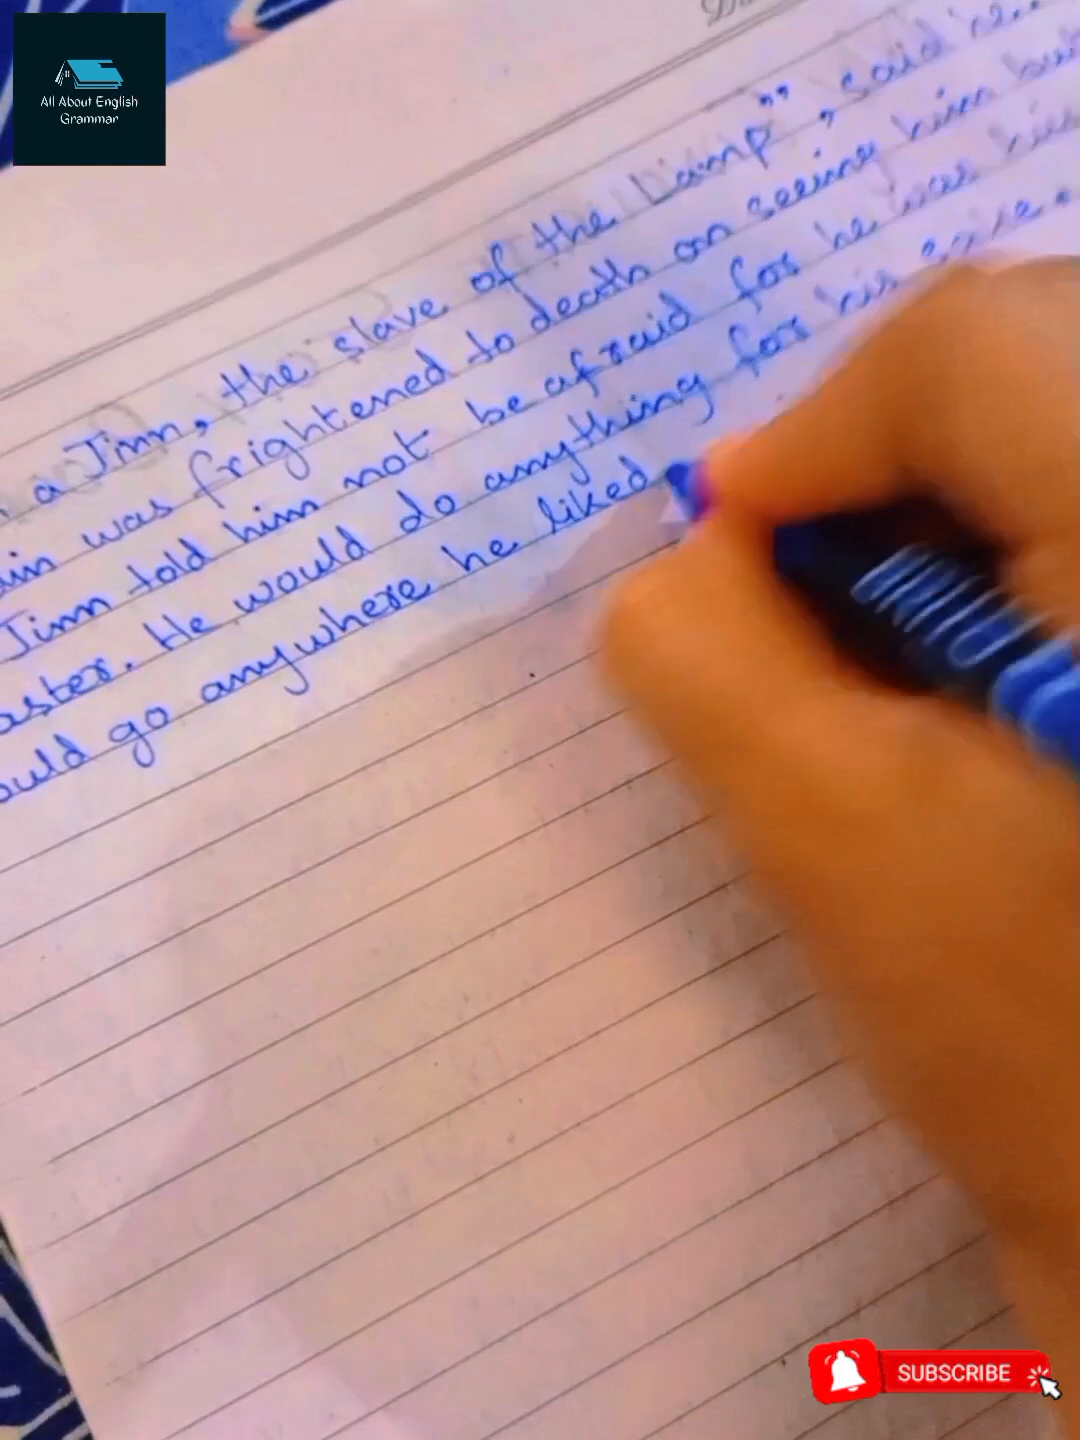 All About English
Grammar
a Jinn, the slave of the Lamp", said
was frightened to death on seeing him but
Jinn told him not be afraid for he was his
He would do anything for his sake.
go anywhere he liked
SUBSCRIBE